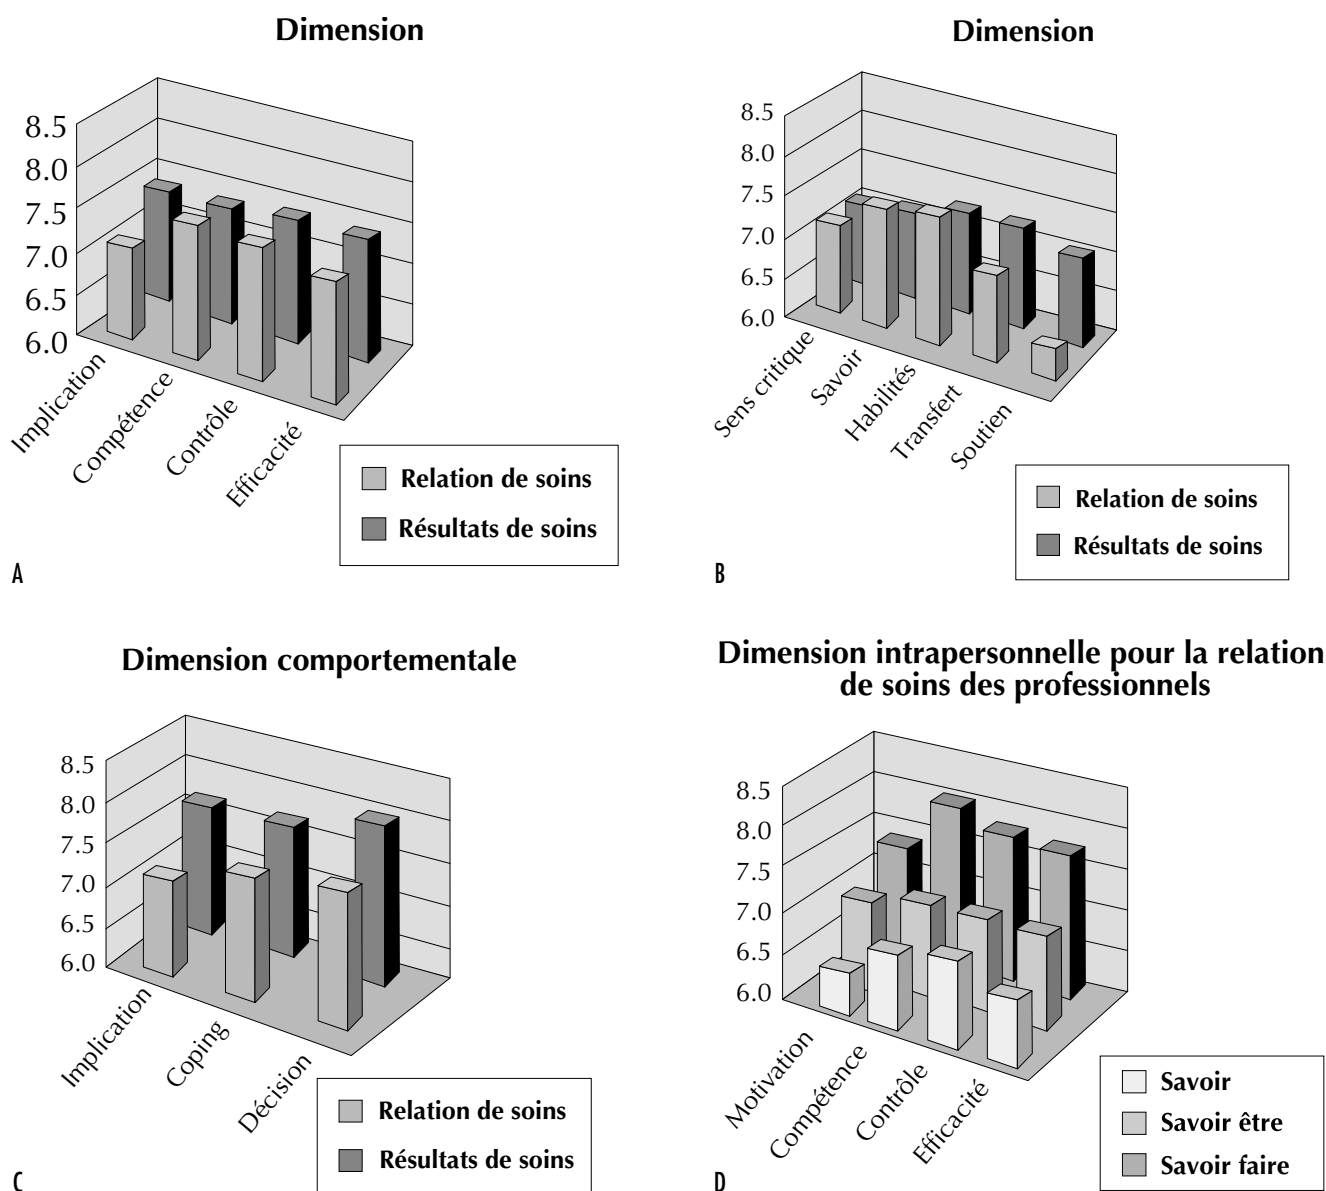 Dimension
8.5
8.0
7.5
7.0
6.5
6.0
Implication
Compétence
Contrôle
Efficacité
Relation de soins
Résultats de soins
A
Dimension
8.5
8.0
7.5
7.0
6.5
6.0
Sens critique
Savoir
Habilités
Transfert
Soutien
Relation de soins
Résultats de soins
B
Dimension comportementale
8.5
8.0
7.5
7.0
6.5
6.0
Implication
Coping
Décision
Relation de soins
Résultats de soins
C
Dimension intrapersonnelle pour la relation
de soins des professionnels
8.5
8.0
7.5
7.0
6.5
6.0
Motivation
Compétence
Contrôle
Efficacité
Savoir
Savoir être
Savoir faire
D